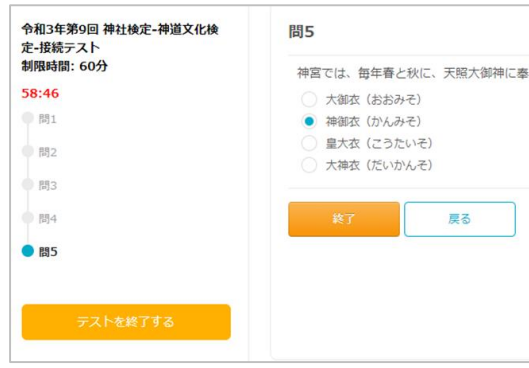 令和3年第9回 神社検定-神道文化検
定-接続テスト
制限時間: 60分
58:46
問1
問2
問3
問4
問5
テストを終了する
問5
神宮では、毎年春と秋に、天照大御神に奉
大御衣（おおみそ）
神御衣（かんみそ）
皇大衣（こうたいそ）
大神衣（だいかんそ）
終了
戻る